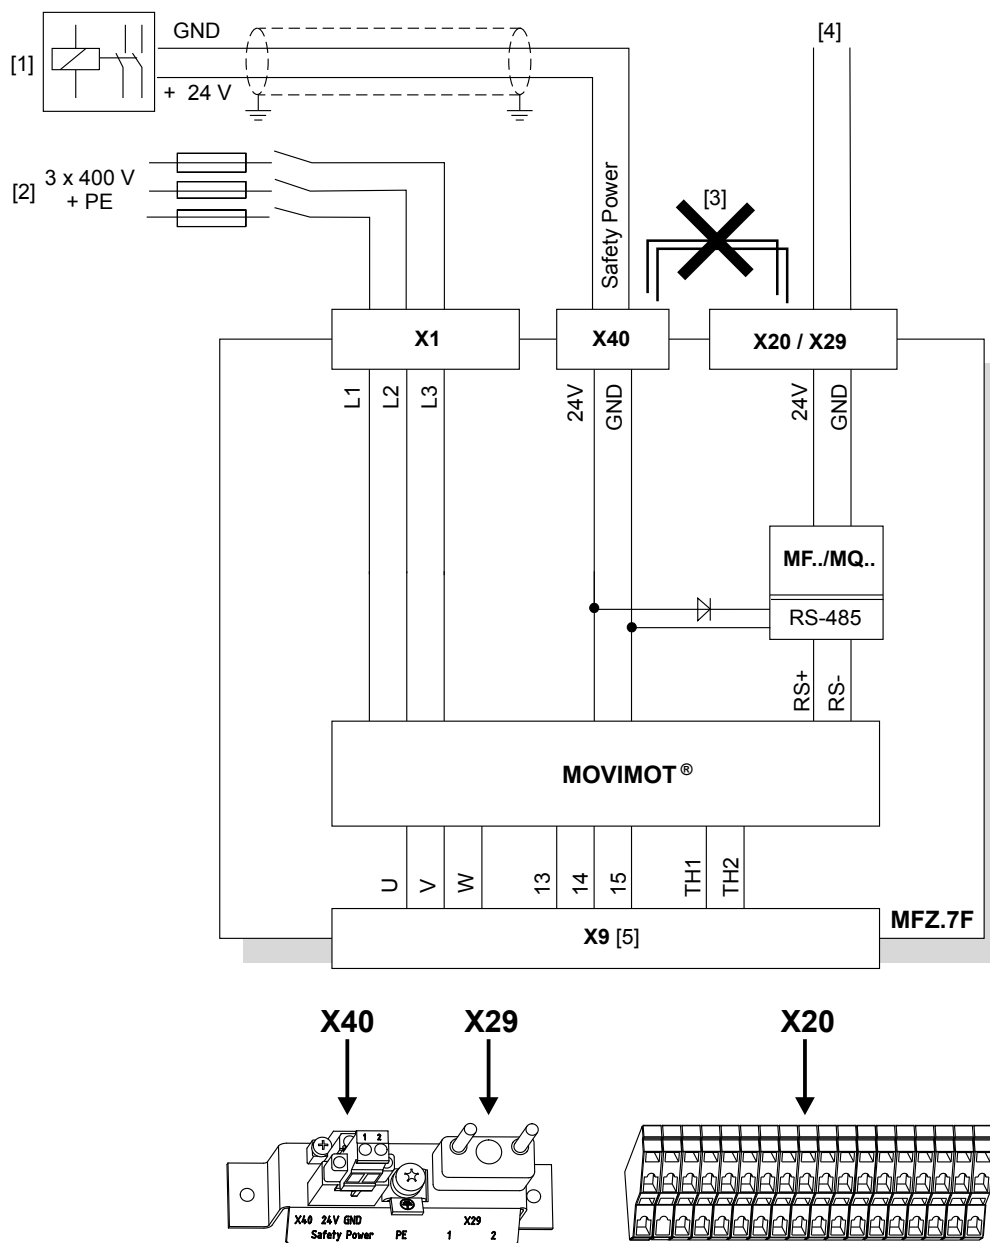 GND
[4]
[1]
+ 24 V
[2]
3 x 400 V
+ PE
[3]
Safety Power
X1
X40
X20 / X29
L1
L2
L3
24V
GND
24V
GND
MF../MQ..
RS-485
RS+
RS-
MOVIMOT ®
U
V
W
13
14
15
TH1
TH2
MFZ.7F
X9 [5]
X40
X29
X20
1 2
X40 24V GND X29
Safety Power PE 1 2